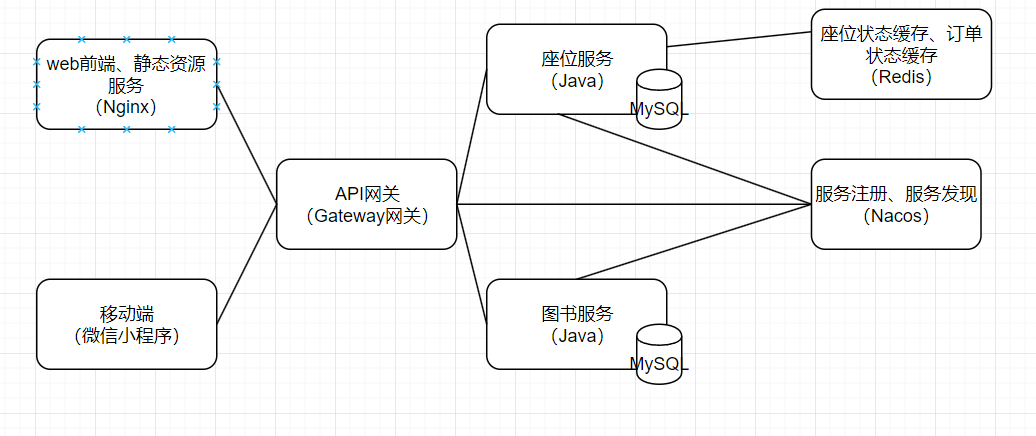 web前端、静态资源
服务
（Nginx）
移动端
（微信小程序）
API网关
（Gateway网关）
座位服务
（Java）
MySQL
图书服务
（Java）
MySQL
座位状态缓存、订单
状态缓存
（Redis）
服务注册、服务发现
（Nacos）